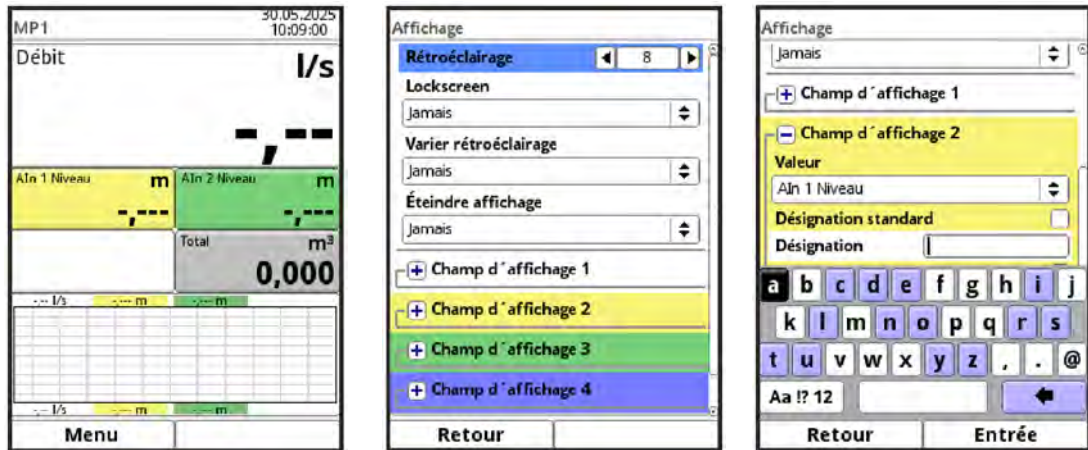 MP1
30.05.2025
10:09:00
Débit
l/s
-,--
AIn 1 Niveau m
-,---
AIn 2 Niveau m
-,---
Total m³
0,000
-,-- l/s -,--- m -,--- m
-,-- l/s -,--- m -,--- m
Menu
Affichage
Rétroéclairage 8
Lockscreen
Jamais
Varier rétroéclairage
Jamais
Éteindre affichage
Jamais
+ Champ d´affichage 1
+ Champ d´affichage 2
+ Champ d´affichage 3
+ Champ d´affichage 4
Retour
Affichage
Jamais
+ Champ d´affichage 1
− Champ d´affichage 2
Valeur
AIn 1 Niveau
Désignation standard
Désignation
a b c d e f g h i j
k l m n o p q r s
t u v w x y z , . @
Aa !? 12
Retour Entrée